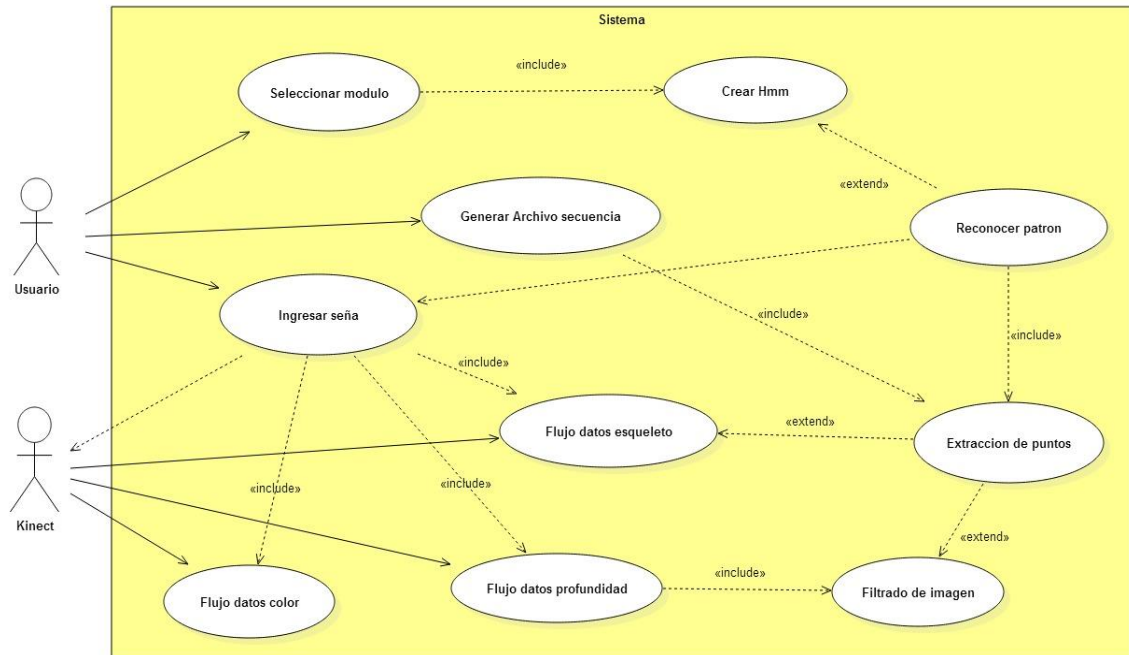 Sistema
«include»
Seleccionar modulo
Crear Hmm
«extend»
Generar Archivo secuencia
Reconocer patron
Usuario
Ingresar seña
«include»
«include»
«include»
Flujo datos esqueleto
«extend»
Extraccion de puntos
«include»
«include»
Kinect
«extend»
Flujo datos color
Flujo datos profundidad
«include»
Filtrado de imagen